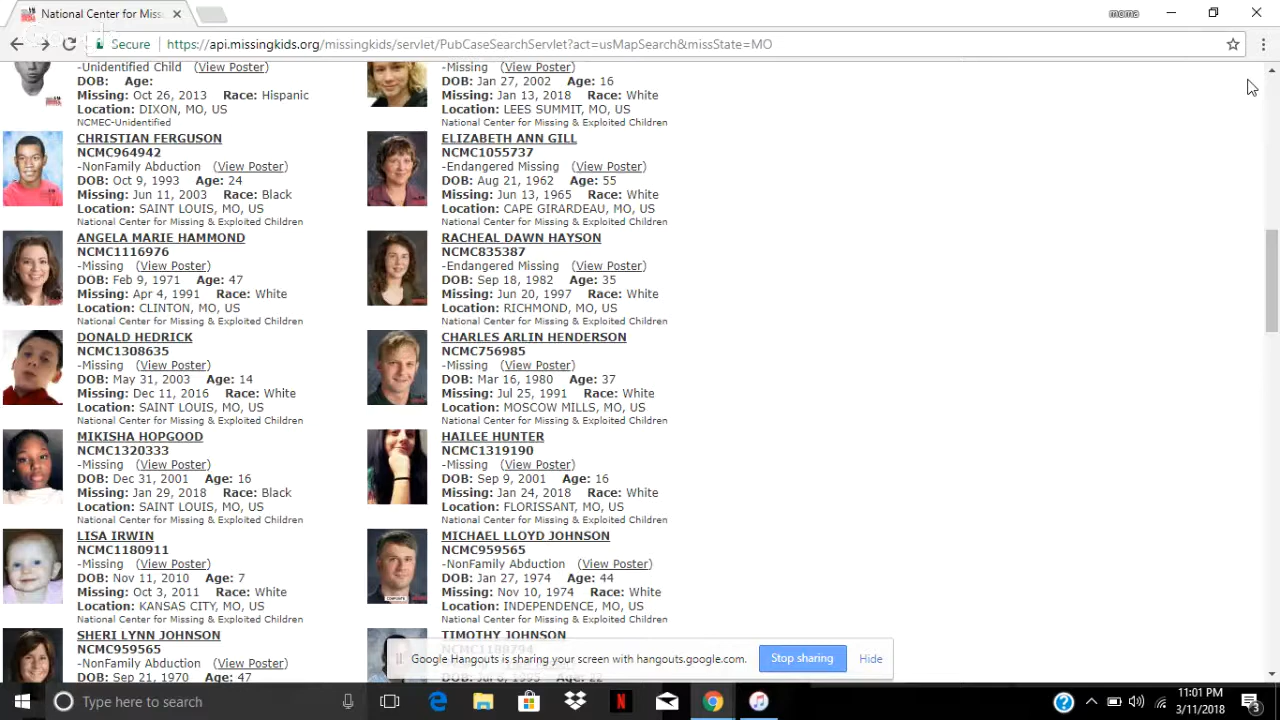 National Center for Miss
moma
Secure https://api.missingkids.org/missingkids/servlet/PubCaseSearchServlet?act=usMapSearch&missState=MO
-Unidentified Child (View Poster)
DOB: Age:
Missing: Oct 26, 2013 Race: Hispanic
Location: DIXON, MO, US
NCMEC-Unidentified
-Missing (View Poster)
DOB: Jan 27, 2002 Age: 16
Missing: Jan 13, 2018 Race: White
Location: LEES SUMMIT, MO, US
National Center for Missing & Exploited Children
CHRISTIAN FERGUSON
NCMC964942
-NonFamily Abduction (View Poster)
DOB: Oct 9, 1993 Age: 24
Missing: Jun 11, 2003 Race: Black
Location: SAINT LOUIS, MO, US
National Center for Missing & Exploited Children
ELIZABETH ANN GILL
NCMC1055737
-Endangered Missing (View Poster)
DOB: Aug 21, 1962 Age: 55
Missing: Jun 13, 1965 Race: White
Location: CAPE GIRARDEAU, MO, US
National Center for Missing & Exploited Children
ANGELA MARIE HAMMOND
NCMC1116976
-Missing (View Poster)
DOB: Feb 9, 1971 Age: 47
Missing: Apr 4, 1991 Race: White
Location: CLINTON, MO, US
National Center for Missing & Exploited Children
RACHEAL DAWN HAYSON
NCMC835387
-Endangered Missing (View Poster)
DOB: Sep 18, 1982 Age: 35
Missing: Jun 20, 1997 Race: White
Location: RICHMOND, MO, US
National Center for Missing & Exploited Children
DONALD HEDRICK
NCMC1308635
-Missing (View Poster)
DOB: May 31, 2003 Age: 14
Missing: Dec 11, 2016 Race: White
Location: SAINT LOUIS, MO, US
National Center for Missing & Exploited Children
CHARLES ARLIN HENDERSON
NCMC756985
-Missing (View Poster)
DOB: Mar 16, 1980 Age: 37
Missing: Jul 25, 1991 Race: White
Location: MOSCOW MILLS, MO, US
National Center for Missing & Exploited Children
MIKISHA HOPGOOD
NCMC1320333
-Missing (View Poster)
DOB: Dec 31, 2001 Age: 16
Missing: Jan 29, 2018 Race: Black
Location: SAINT LOUIS, MO, US
National Center for Missing & Exploited Children
HAILEE HUNTER
NCMC1319190
-Missing (View Poster)
DOB: Sep 9, 2001 Age: 16
Missing: Jan 24, 2018 Race: White
Location: FLORISSANT, MO, US
National Center for Missing & Exploited Children
LISA IRWIN
NCMC1180911
-Missing (View Poster)
DOB: Nov 11, 2010 Age: 7
Missing: Oct 3, 2011 Race: White
Location: KANSAS CITY, MO, US
National Center for Missing & Exploited Children
MICHAEL LLOYD JOHNSON
NCMC959565
-NonFamily Abduction (View Poster)
DOB: Jan 27, 1974 Age: 44
Missing: Nov 10, 1974 Race: White
Location: INDEPENDENCE, MO, US
National Center for Missing & Exploited Children
SHERI LYNN JOHNSON
NCMC959565
-NonFamily Abduction (View Poster)
DOB: Sep 21, 1970 Age: 47
TIMOTHY JOHNSON
Google Hangouts is sharing your screen with hangouts.google.com.
Stop sharing
Hide
Type here to search
11:01 PM
3/11/2018